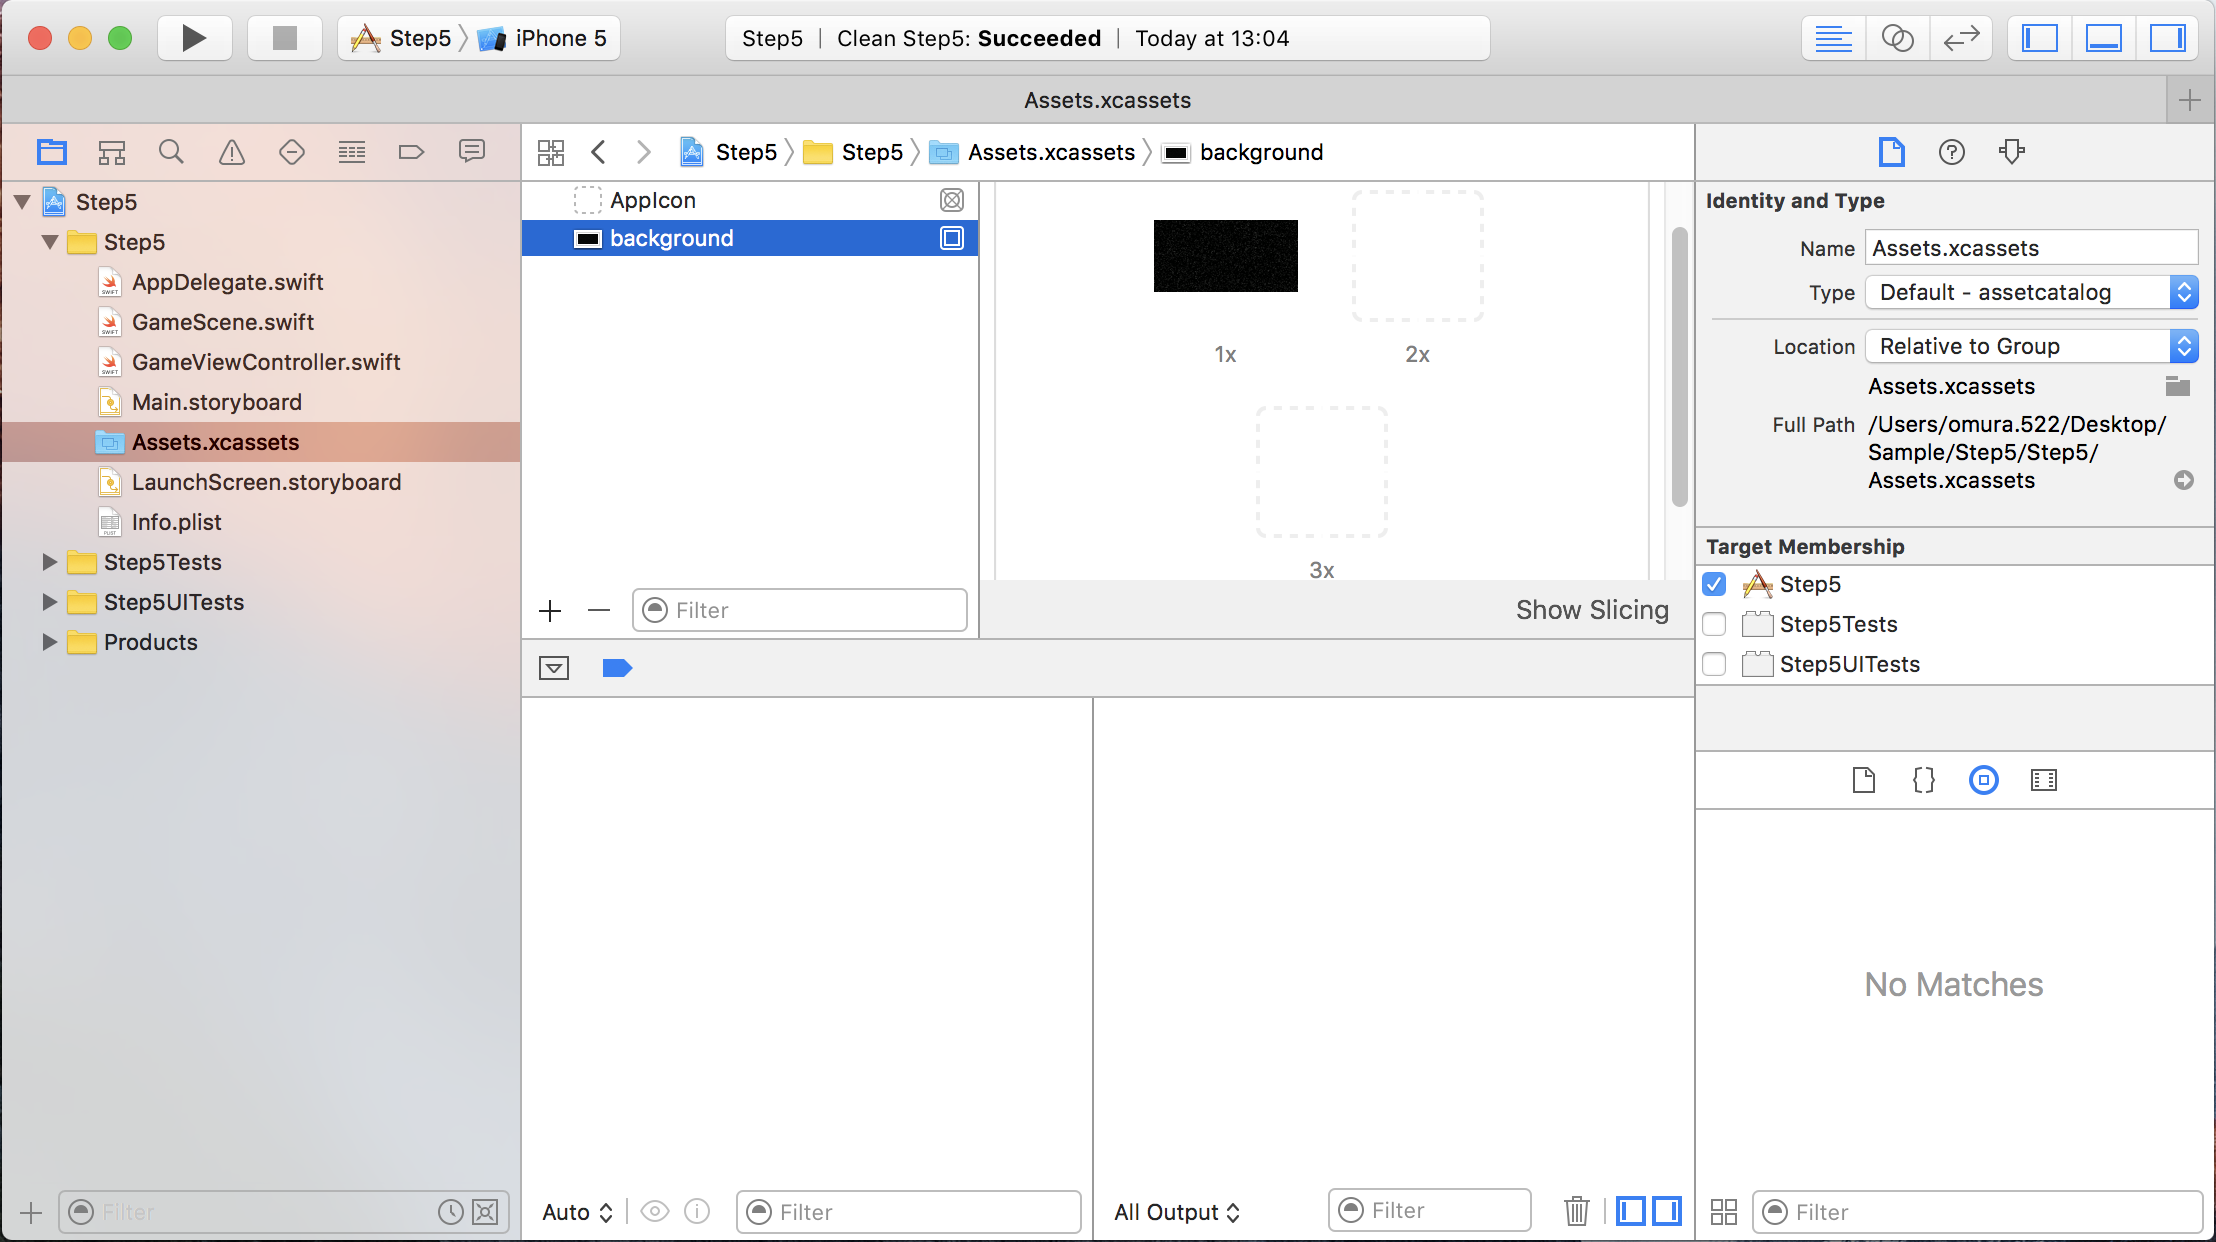 Step5 iPhone 5
Step5 | Clean Step5: Succeeded | Today at 13:04
Assets.xcassets
Step5
Step5
AppDelegate.swift
GameScene.swift
GameViewController.swift
Main.storyboard
Assets.xcassets
LaunchScreen.storyboard
Info.plist
Step5Tests
Step5UITests
Products
Filter
Step5 Step5 Assets.xcassets background
AppIcon
background
1x
2x
3x
Filter
Show Slicing
Auto
Filter
All Output
Filter
Identity and Type
Name Assets.xcassets
Type Default - assetcatalog
Location Relative to Group
Assets.xcassets
Full Path /Users/omura.522/Desktop/
Sample/Step5/Step5/
Assets.xcassets
Target Membership
Step5
Step5Tests
Step5UITests
No Matches
Filter